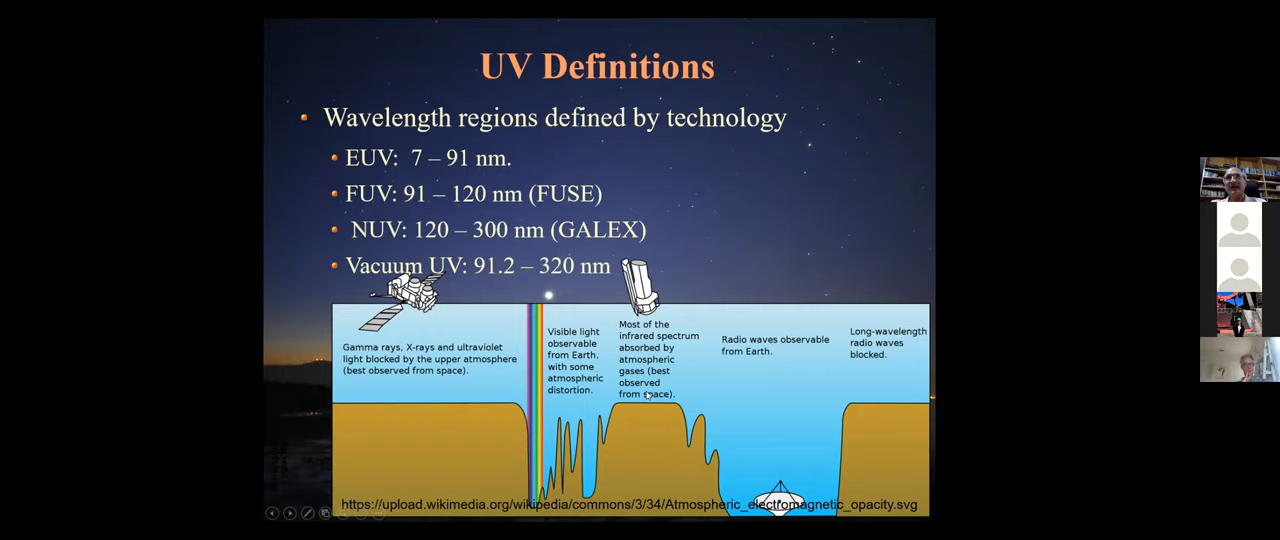 UV Definitions
Wavelength regions defined by technology
EUV: 7 – 91 nm.
FUV: 91 – 120 nm (FUSE)
NUV: 120 – 300 nm (GALEX)
Vacuum UV: 91.2 – 320 nm
Gamma rays, X-rays and ultraviolet
light blocked by the upper atmosphere
(best observed from space).
Visible light
observable
from Earth,
with some
atmospheric
distortion.
Most of the
infrared spectrum
absorbed by
atmospheric
gases (best
observed
from space).
Radio waves observable
from Earth.
Long-wavelength
radio waves
blocked.
https://upload.wikimedia.org/wikipedia/commons/3/34/Atmospheric_electromagnetic_opacity.svg